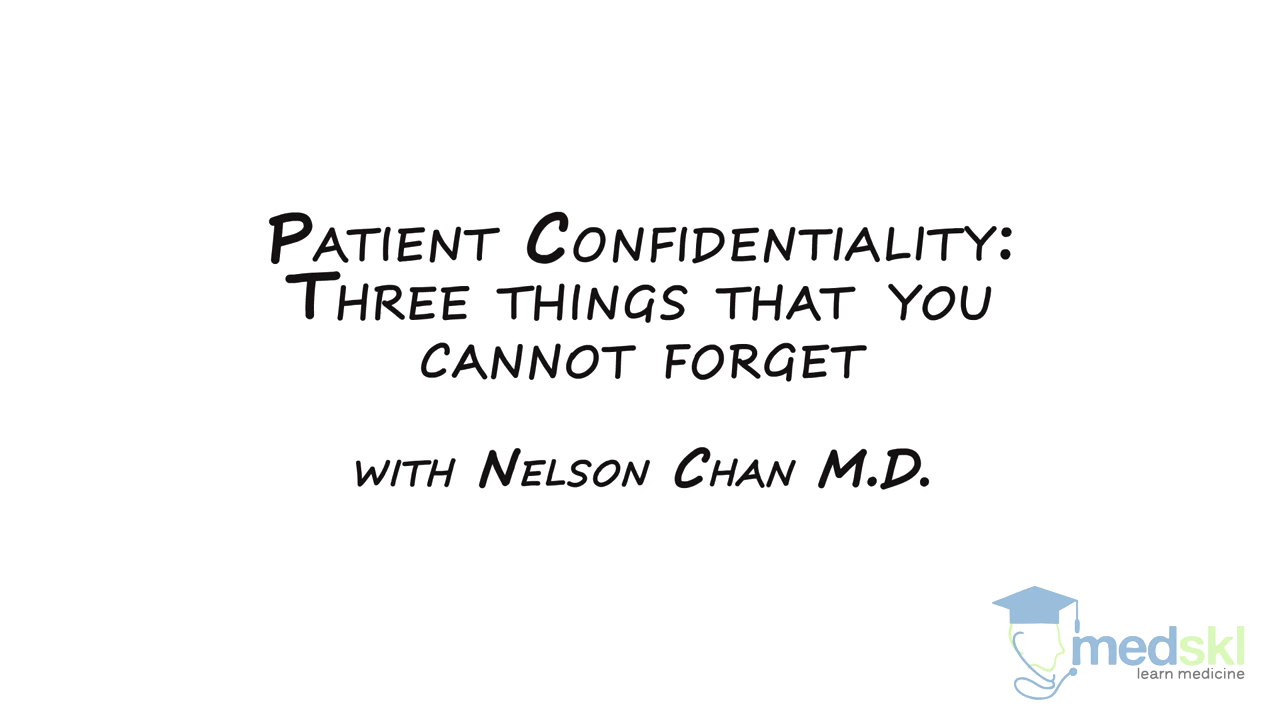 Patient Confidentiality:
Three things that you
cannot forget
with Nelson Chan M.D.
medskl
learn medicine